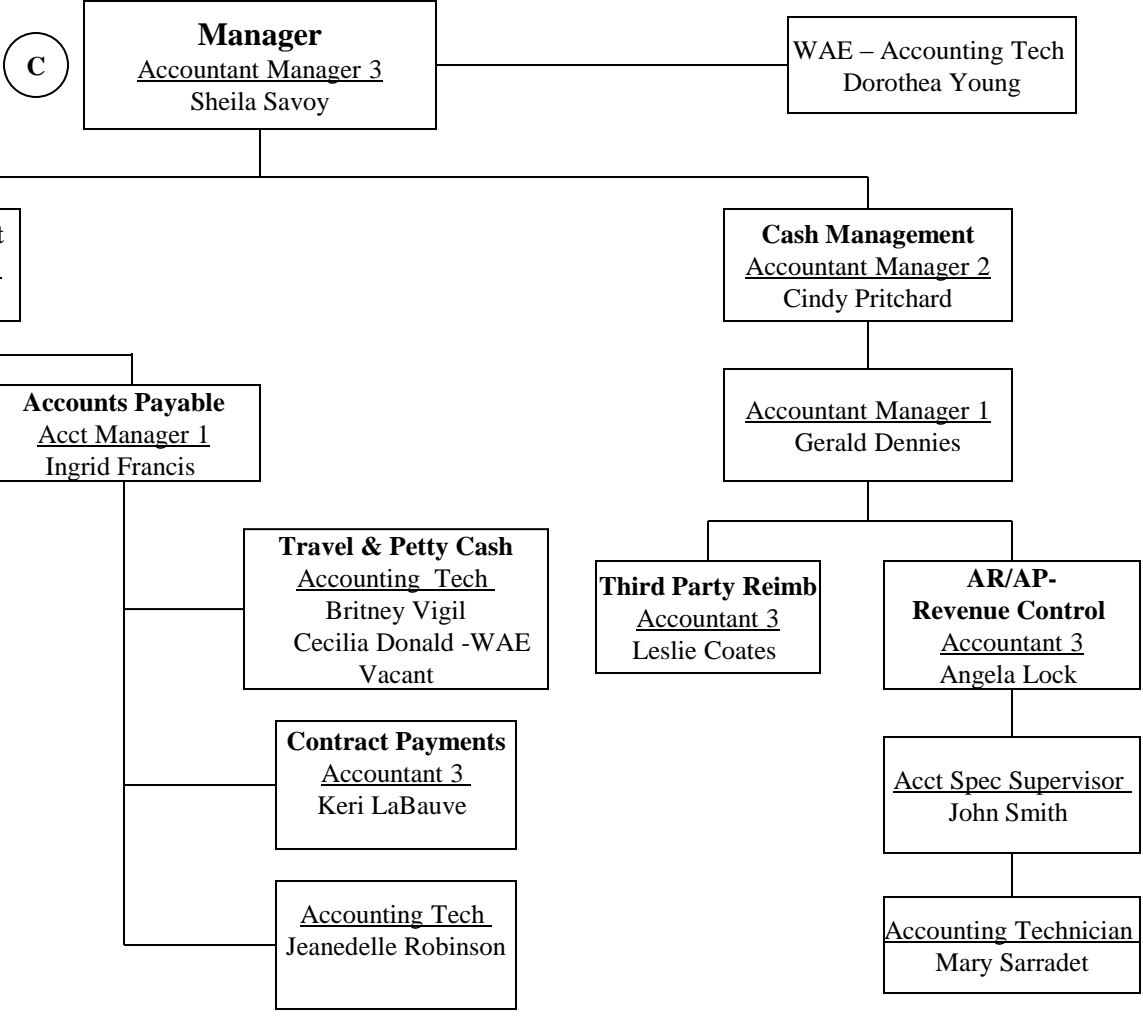 C
Manager
Accountant Manager 3
Sheila Savoy
WAE – Accounting Tech
Dorothea Young
t
Cash Management
Accountant Manager 2
Cindy Pritchard
Accounts Payable
Acct Manager 1
Ingrid Francis
Accountant Manager 1
Gerald Dennies
Travel & Petty Cash
Accounting Tech
Britney Vigil
Cecilia Donald -WAE
Vacant
Third Party Reimb
Accountant 3
Leslie Coates
AR/AP-
Revenue Control
Accountant 3
Angela Lock
Contract Payments
Accountant 3
Keri LaBauve
Acct Spec Supervisor
John Smith
Accounting Tech
Jeanedelle Robinson
Accounting Technician
Mary Sarradet